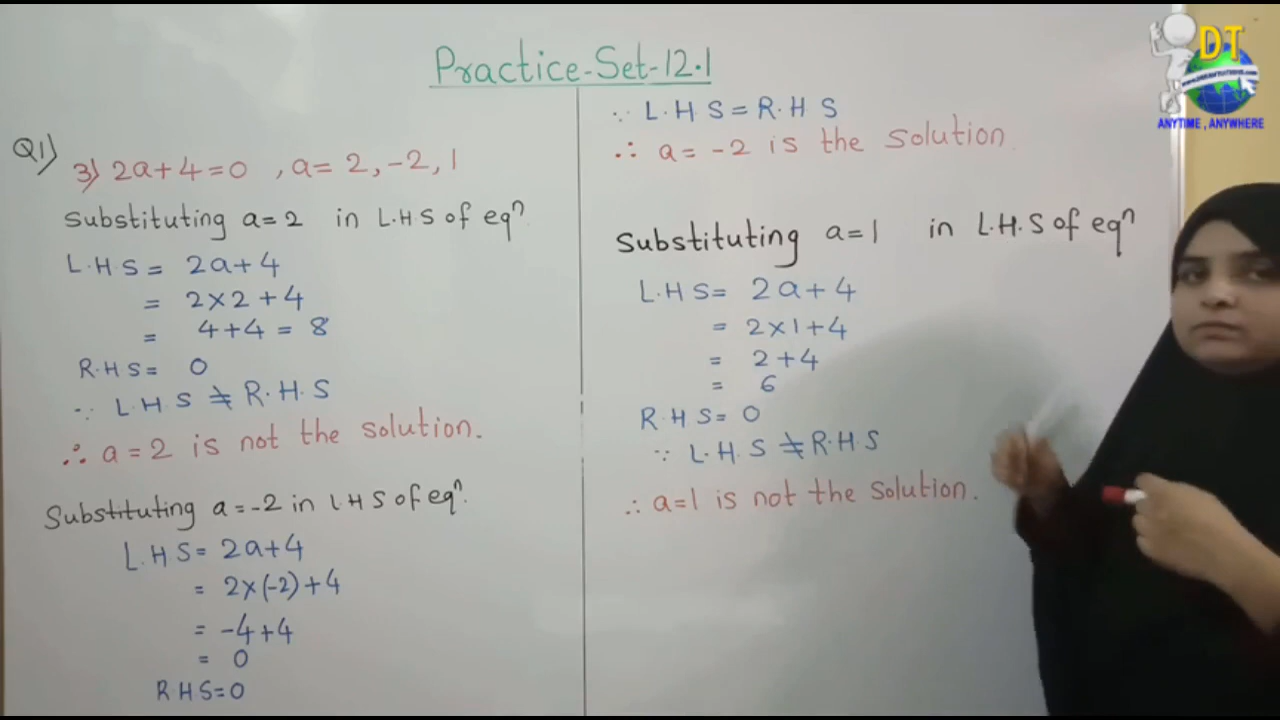 Practice-Set-12.1
Q1)
3) 2a+4=0 , a= 2, -2, 1
Substituting a=2 in L.H.S of eqⁿ
L.H.S = 2a+4
= 2×2+4
= 4+4 = 8
R.H.S = 0
∵ L.H.S ≠ R.H.S
∴ a=2 is not the solution.
Substituting a=-2 in L.H.S of eqⁿ.
L.H.S= 2a+4
= 2×(-2)+4
= -4+4
= 0
R.H.S=0
∵ L.H.S=R.H.S
∴ a= -2 is the solution.
Substituting a=1 in L.H.S of eqⁿ
L.H.S= 2a+4
= 2×1+4
= 2+4
= 6
R.H.S= 0
∵ L.H.S ≠R.H.S
∴ a=1 is not the solution.
DT
ANYTIME, ANYWHERE